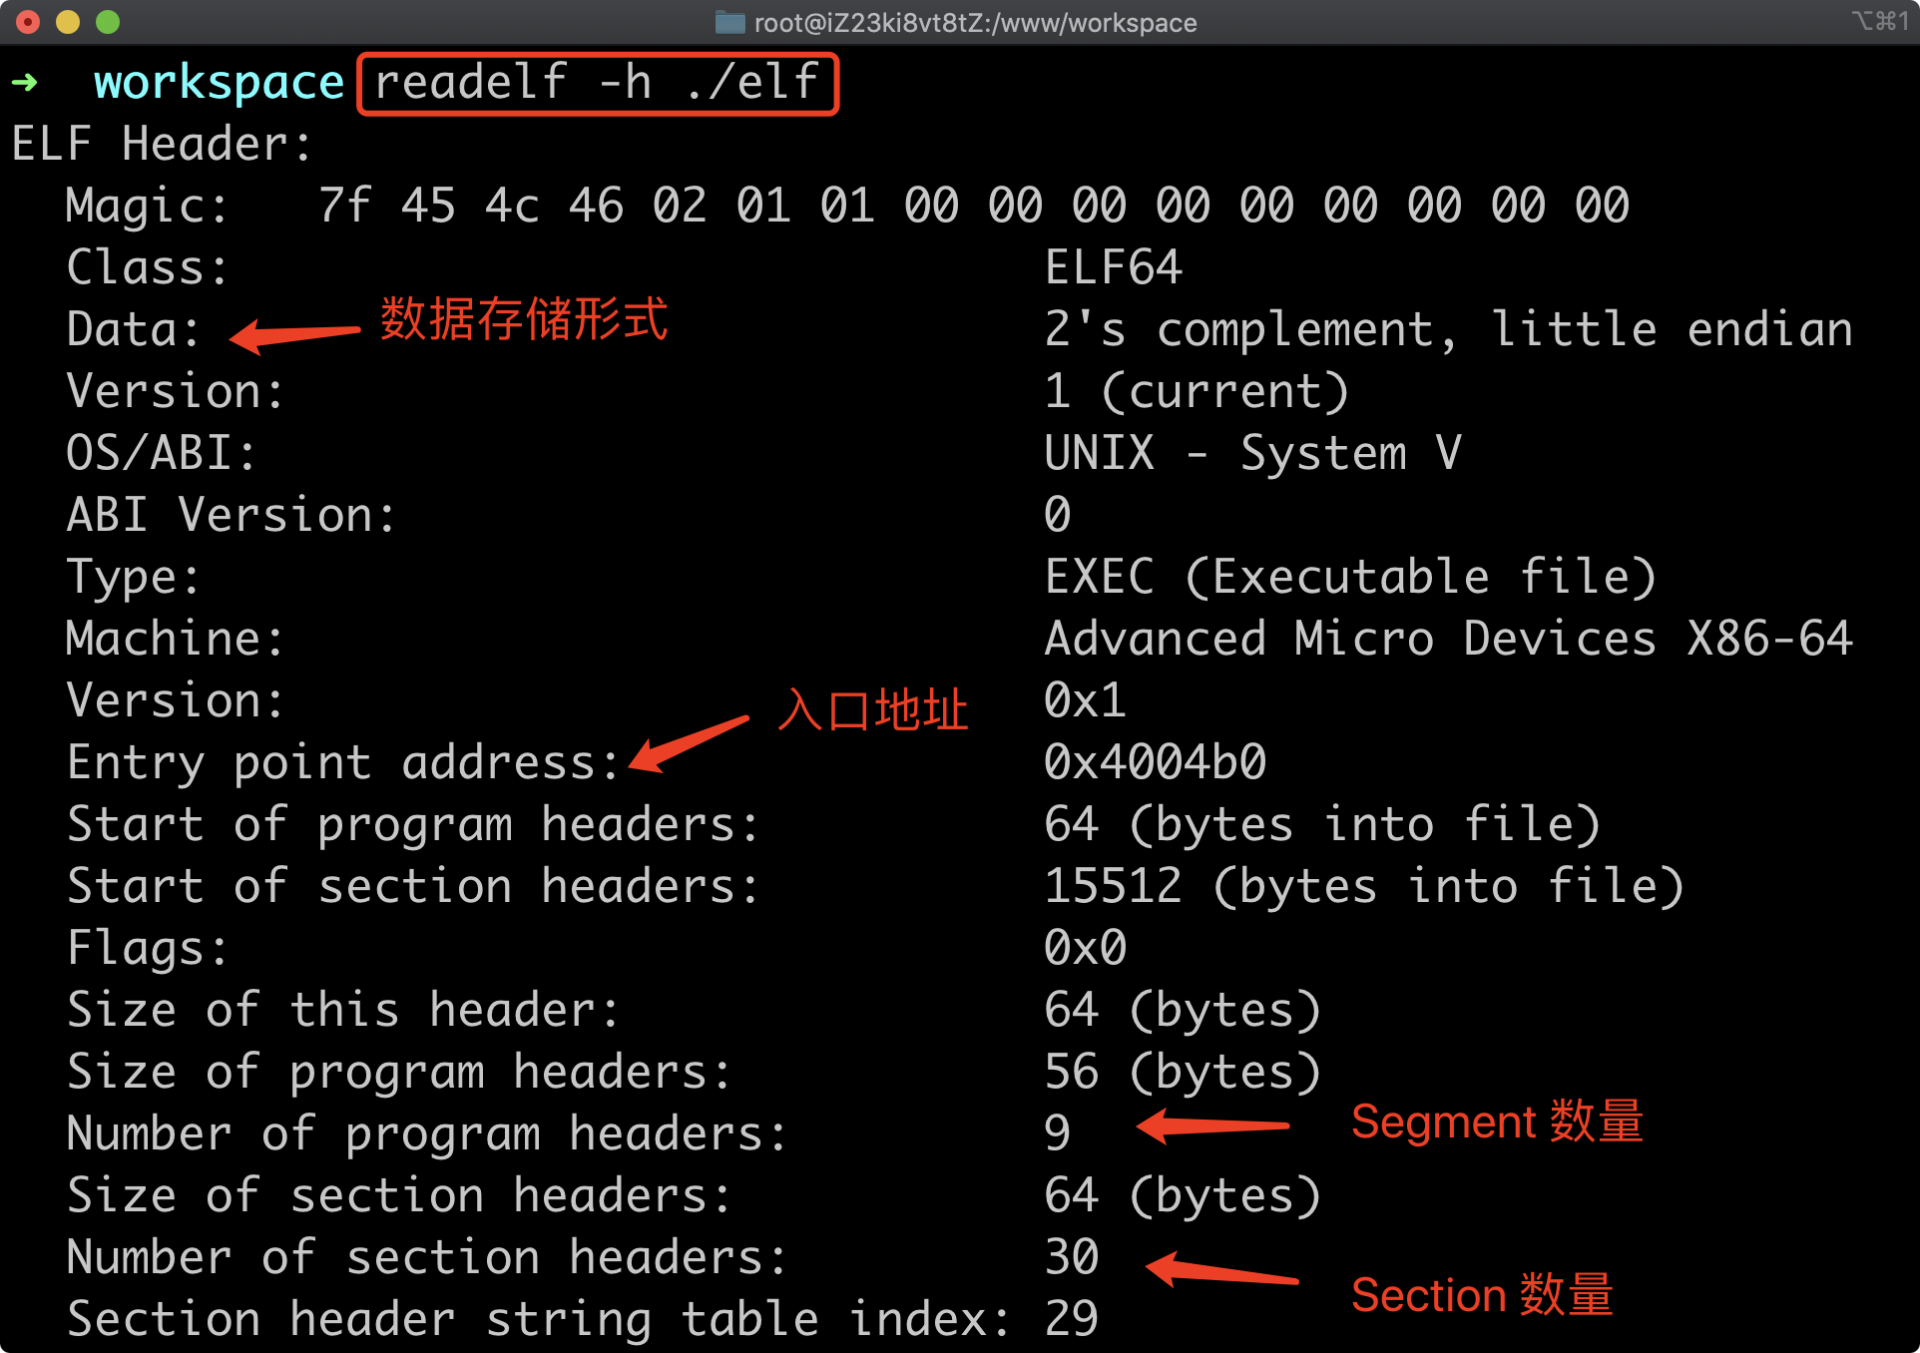 root@iZ23ki8vt8tZ:/www/workspace
⌥⌘1
→ workspace readelf -h ./elf
ELF Header:
Magic: 7f 45 4c 46 02 01 01 00 00 00 00 00 00 00 00 00
Class: ELF64
Data: 数据存储形式 2's complement, little endian
Version: 1 (current)
OS/ABI: UNIX - System V
ABI Version: 0
Type: EXEC (Executable file)
Machine: Advanced Micro Devices X86-64
Version: 0x1
入口地址
Entry point address: 0x4004b0
Start of program headers: 64 (bytes into file)
Start of section headers: 15512 (bytes into file)
Flags: 0x0
Size of this header: 64 (bytes)
Size of program headers: 56 (bytes)
Number of program headers: 9 Segment 数量
Size of section headers: 64 (bytes)
Number of section headers: 30 Section 数量
Section header string table index: 29